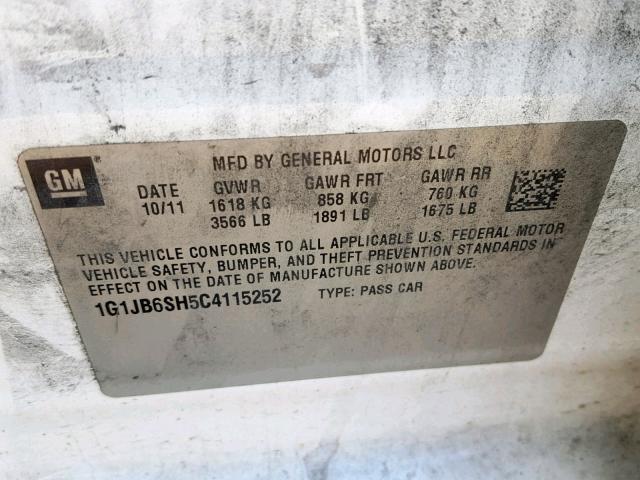 GM ®
MFD BY GENERAL MOTORS LLC
DATE GVWR GAWR FRT GAWR RR
10/11 1618 KG 858 KG 760 KG
3566 LB 1891 LB 1675 LB
THIS VEHICLE CONFORMS TO ALL APPLICABLE U.S. FEDERAL MOTOR
VEHICLE SAFETY, BUMPER, AND THEFT PREVENTION STANDARDS IN
EFFECT ON THE DATE OF MANUFACTURE SHOWN ABOVE.
1G1JB6SH5C4115252 TYPE: PASS CAR